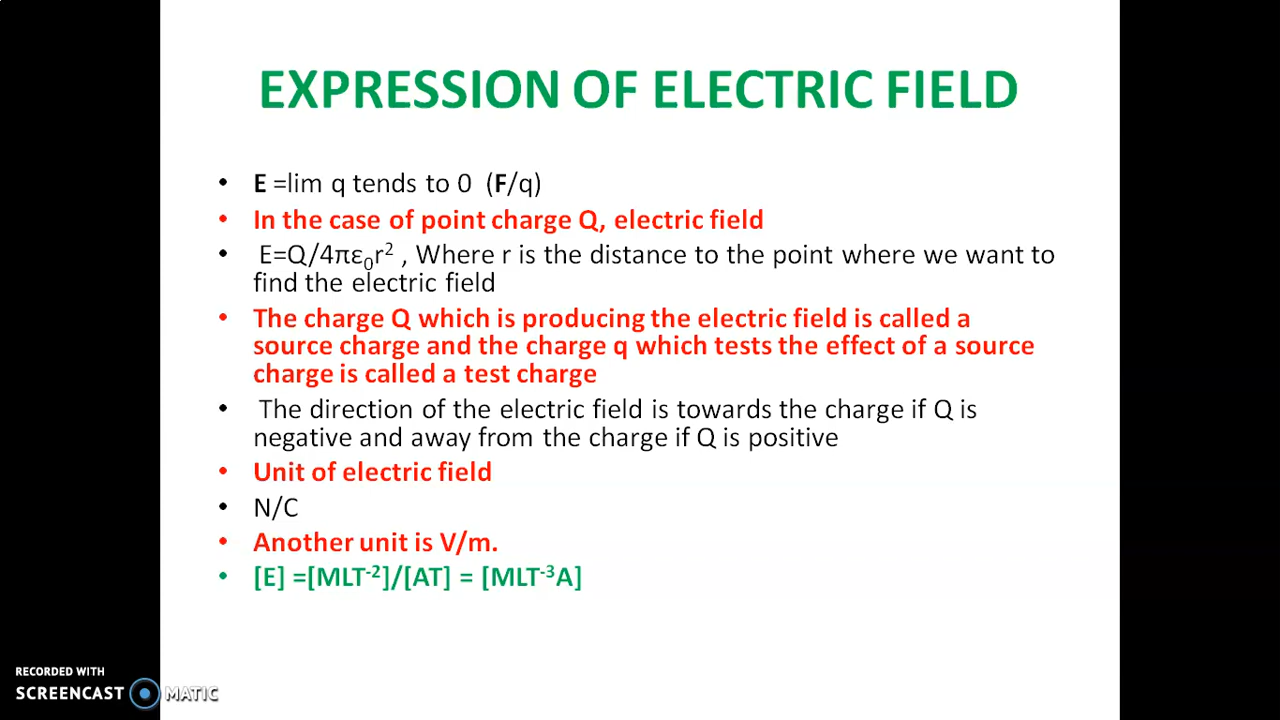 EXPRESSION OF ELECTRIC FIELD
• E =lim q tends to 0 (F/q)
• In the case of point charge Q, electric field
• E=Q/4πε₀r² , Where r is the distance to the point where we want to
find the electric field
• The charge Q which is producing the electric field is called a
source charge and the charge q which tests the effect of a source
charge is called a test charge
• The direction of the electric field is towards the charge if Q is
negative and away from the charge if Q is positive
• Unit of electric field
• N/C
• Another unit is V/m.
• [E] =[MLT⁻²]/[AT] = [MLT⁻³A]
RECORDED WITH
SCREENCAST MATIC